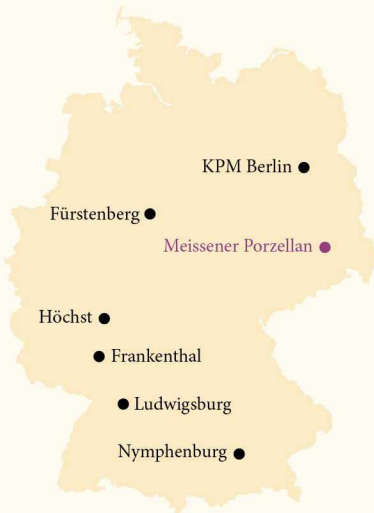 KPM Berlin
Fürstenberg
Meissener Porzellan
Höchst
Frankenthal
Ludwigsburg
Nymphenburg